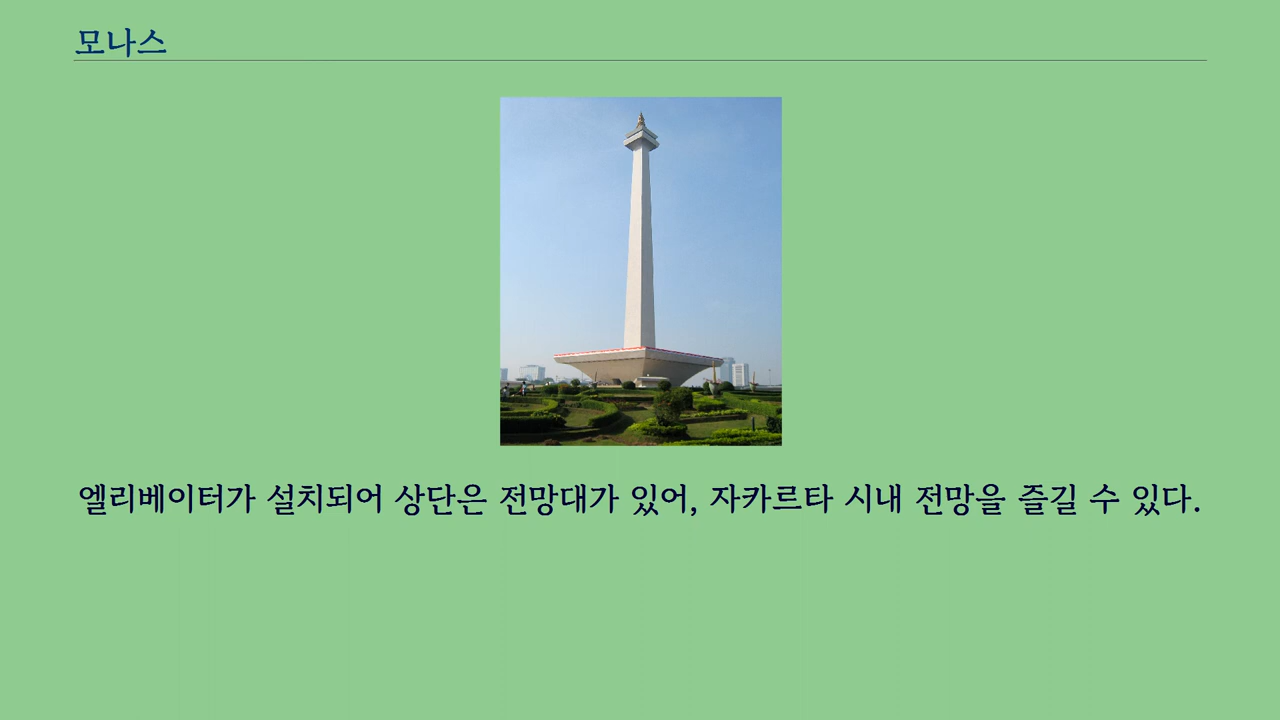 모나스
엘리베이터가 설치되어 상단은 전망대가 있어, 자카르타 시내 전망을 즐길 수 있다.